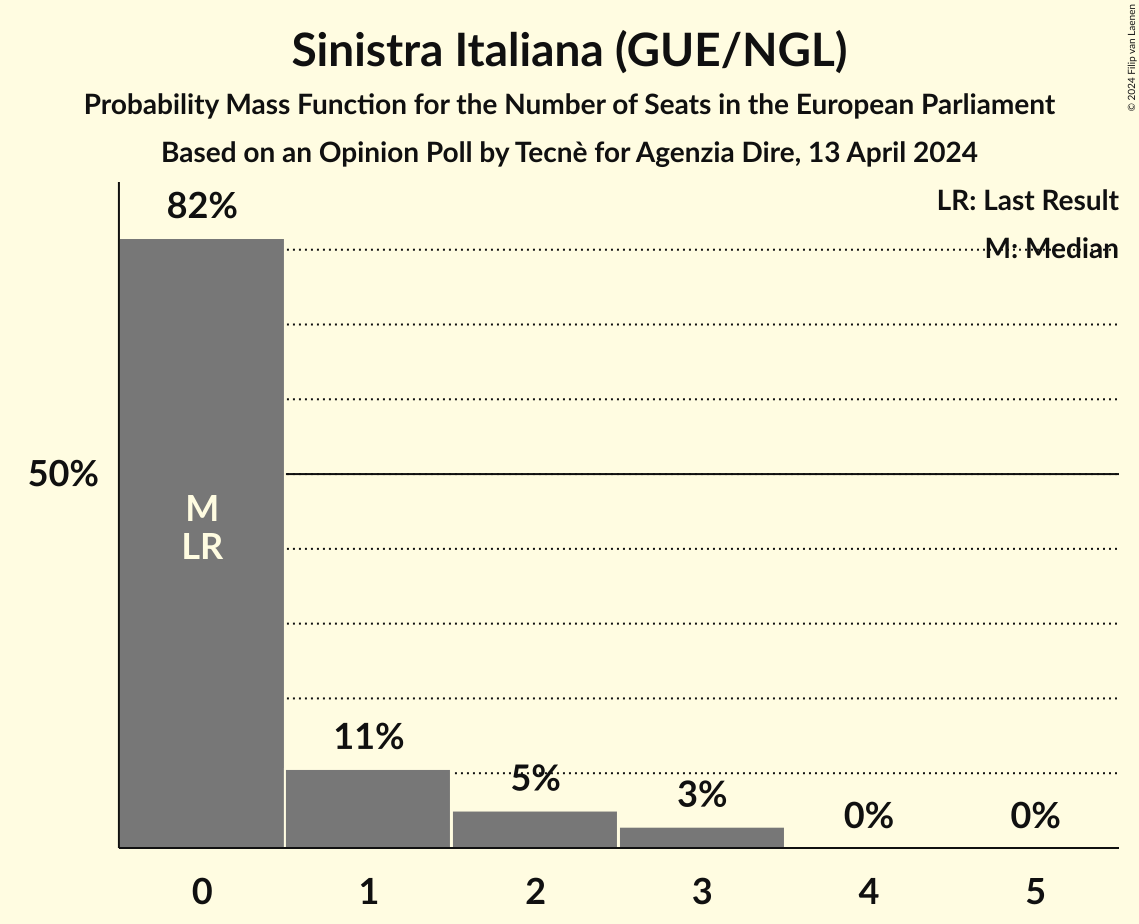 Sinistra Italiana (GUE/NGL)
Probability Mass Function for the Number of Seats in the European Parliament
Based on an Opinion Poll by Tecnè for Agenzia Dire, 13 April 2024
© 2024 Filip van Laenen
LR: Last Result
M: Median
82%
50%
M
LR
11%
5%
3%
0%
0%
0
1
2
3
4
5